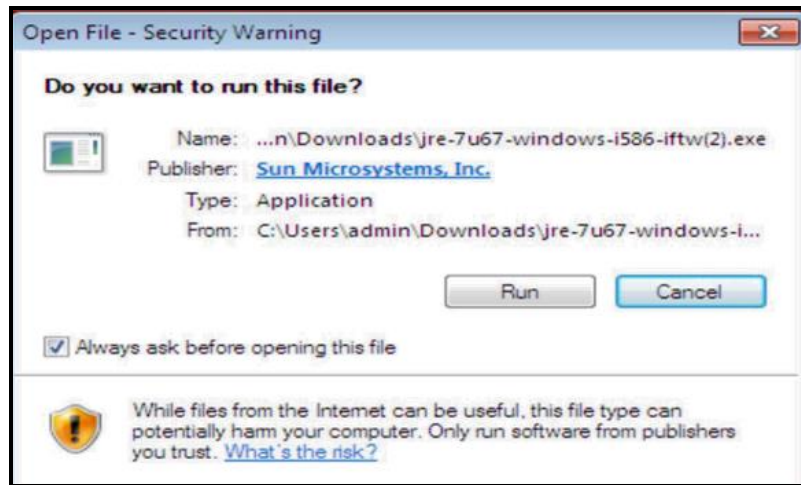 Open File - Security Warning
Do you want to run this file?
Name: ...n\Downloads\jre-7u67-windows-i586-iftw(2).exe
Publisher: Sun Microsystems, Inc.
Type: Application
From: C:\Users\admin\Downloads\jre-7u67-windows-i...
Run Cancel
Always ask before opening this file
While files from the Internet can be useful, this file type can
potentially harm your computer. Only run software from publishers
you trust. What's the risk?